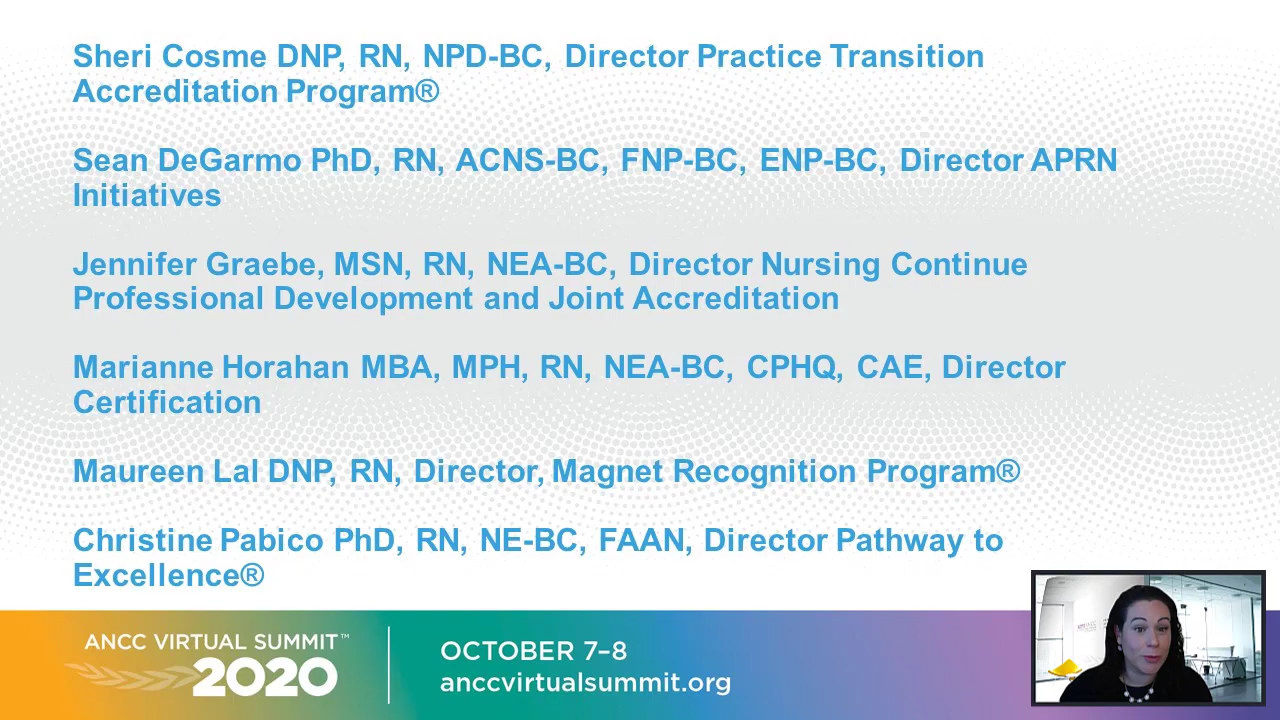 Sheri Cosme DNP, RN, NPD-BC, Director Practice Transition
Accreditation Program®
Sean DeGarmo PhD, RN, ACNS-BC, FNP-BC, ENP-BC, Director APRN
Initiatives
Jennifer Graebe, MSN, RN, NEA-BC, Director Nursing Continue
Professional Development and Joint Accreditation
Marianne Horahan MBA, MPH, RN, NEA-BC, CPHQ, CAE, Director
Certification
Maureen Lal DNP, RN, Director, Magnet Recognition Program®
Christine Pabico PhD, RN, NE-BC, FAAN, Director Pathway to
Excellence®
ANCC VIRTUAL SUMMIT™
2020
OCTOBER 7–8
anccvirtualsummit.org